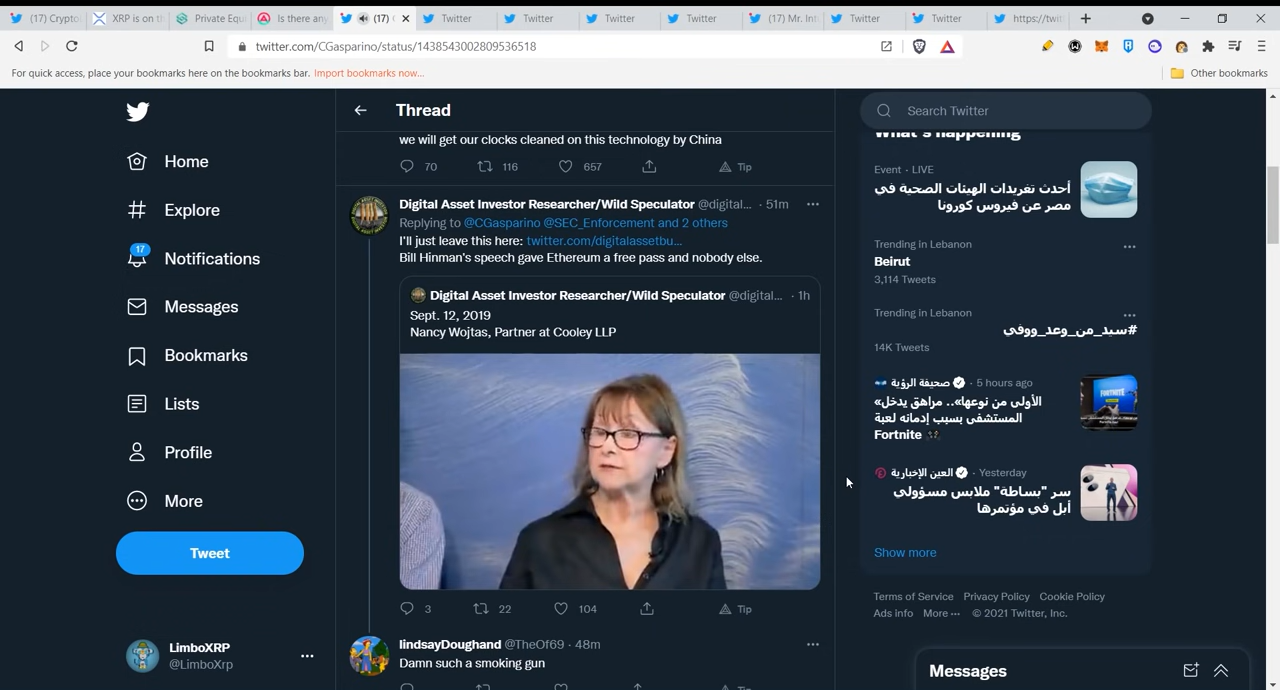 (17) Crypto
XRP is on th
Private Equ
Is there any
(17) (
Twitter
Twitter
Twitter
Twitter
(17) Mr. Int
Twitter
Twitter
https://twit
twitter.com/CGasparino/status/1438543002809536518
For quick access, place your bookmarks here on the bookmarks bar. Import bookmarks now...
Other bookmarks
Home
Explore
17
Notifications
Messages
Bookmarks
Lists
Profile
More
Tweet
LimboXRP
@LimboXrp
Thread
we will get our clocks cleaned on this technology by China
70 116 657 Tip
Digital Asset Investor Researcher/Wild Speculator @digital... · 51m
Replying to @CGasparino @SEC_Enforcement and 2 others
I'll just leave this here: twitter.com/digitalassetbu...
Bill Hinman's speech gave Ethereum a free pass and nobody else.
Digital Asset Investor Researcher/Wild Speculator @digital... · 1h
Sept. 12, 2019
Nancy Wojtas, Partner at Cooley LLP
3 22 104 Tip
lindsayDoughand @TheOf69 · 48m
Damn such a smoking gun
Search Twitter
What's happening
Event · LIVE
أحدث تغريدات الهيئات الصحية في
مصر عن فيروس كورونا
Trending in Lebanon
Beirut
3,114 Tweets
Trending in Lebanon
#سيد_من_وعد_ووفى
14K Tweets
صحيفة الرؤية · 5 hours ago
الأولى من نوعها».. مراهق يدخل»
المستشفى بسبب إدمانه لعبة
Fortnite
العين الإخبارية · Yesterday
سر "بساطة" ملابس مسؤولي
أبل في مؤتمرها
Show more
Terms of Service Privacy Policy Cookie Policy
Ads info More ··· © 2021 Twitter, Inc.
Messages